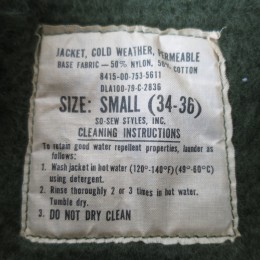 JACKET, COLD WEATHER, PERMEABLE
BASE FABRIC — 50% NYLON, 50% COTTON
8415-00-753-5611
DLA100-79-C-2836
SIZE: SMALL (34-36)
SO-SEW STYLES, INC.
CLEANING INSTRUCTIONS
To retain good water repellent properties, launder as
follows:
1. Wash jacket in hot water (120°-140°F)(49°-60°C)
using detergent.
2. Rinse thoroughly 2 or 3 times in hot water.
Tumble dry.
3. DO NOT DRY CLEAN